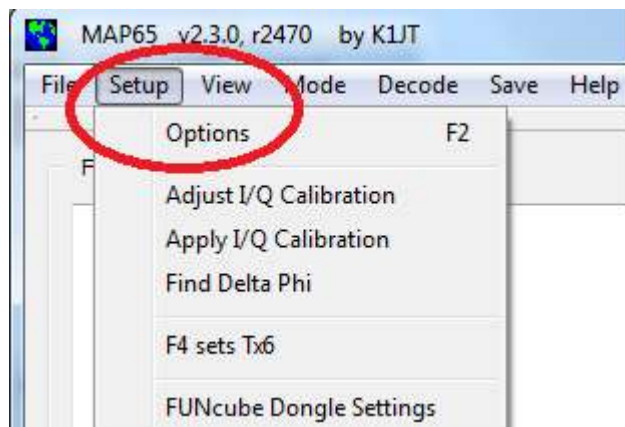 MAP65 v2.3.0, r2470 by K1JT
File Setup View Mode Decode Save Help
Options F2
Adjust I/Q Calibration
Apply I/Q Calibration
Find Delta Phi
F4 sets Tx6
FUNcube Dongle Settings